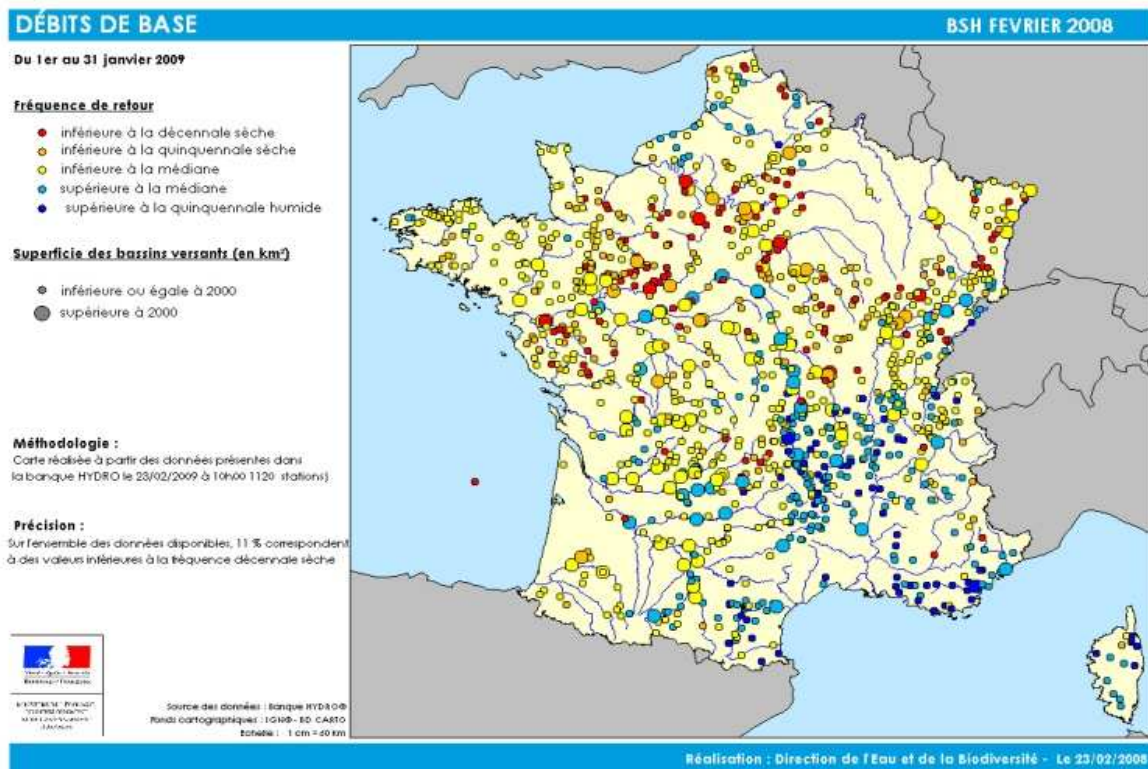 DÉBITS DE BASE
BSH FEVRIER 2008
Du 1er au 31 janvier 2009
Fréquence de retour
inférieure à la décennale sèche
inférieure à la quinquennale sèche
inférieure à la médiane
supérieure à la médiane
supérieure à la quinquennale humide
Superficie des bassins versants (en km²)
inférieure ou égale à 2000
supérieure à 2000
Méthodologie :
Carte réalisée à partir des données présentes dans
la banque HYDRO le 23/02/2009 à 10h00 1120 stations)
Précision :
Sur l'ensemble des données disponibles, 11 % correspondent
à des valeurs inférieures à la fréquence décennale sèche
Source des données : Banque HYDRO®
Fonds cartographiques : IGN® - BD CARTO
Echelle : 1 cm = 60 km
Réalisation : Direction de l'Eau et de la Biodiversité - Le 23/02/2008